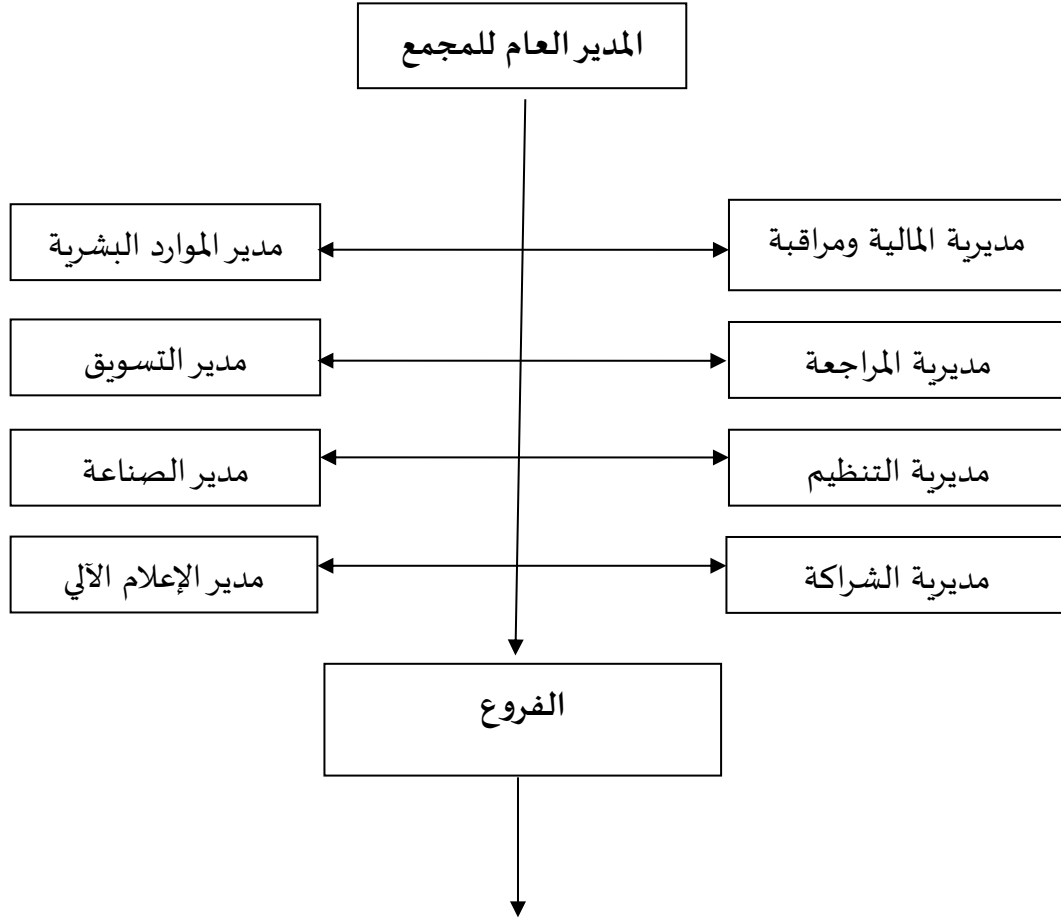 المدير العام للمجمع
مديرية المالية ومراقبة
مدير الموارد البشرية
مديرية المراجعة
مدير التسويق
مديرية التنظيم
مدير الصناعة
مديرية الشراكة
مدير الإعلام الآلي
الفروع